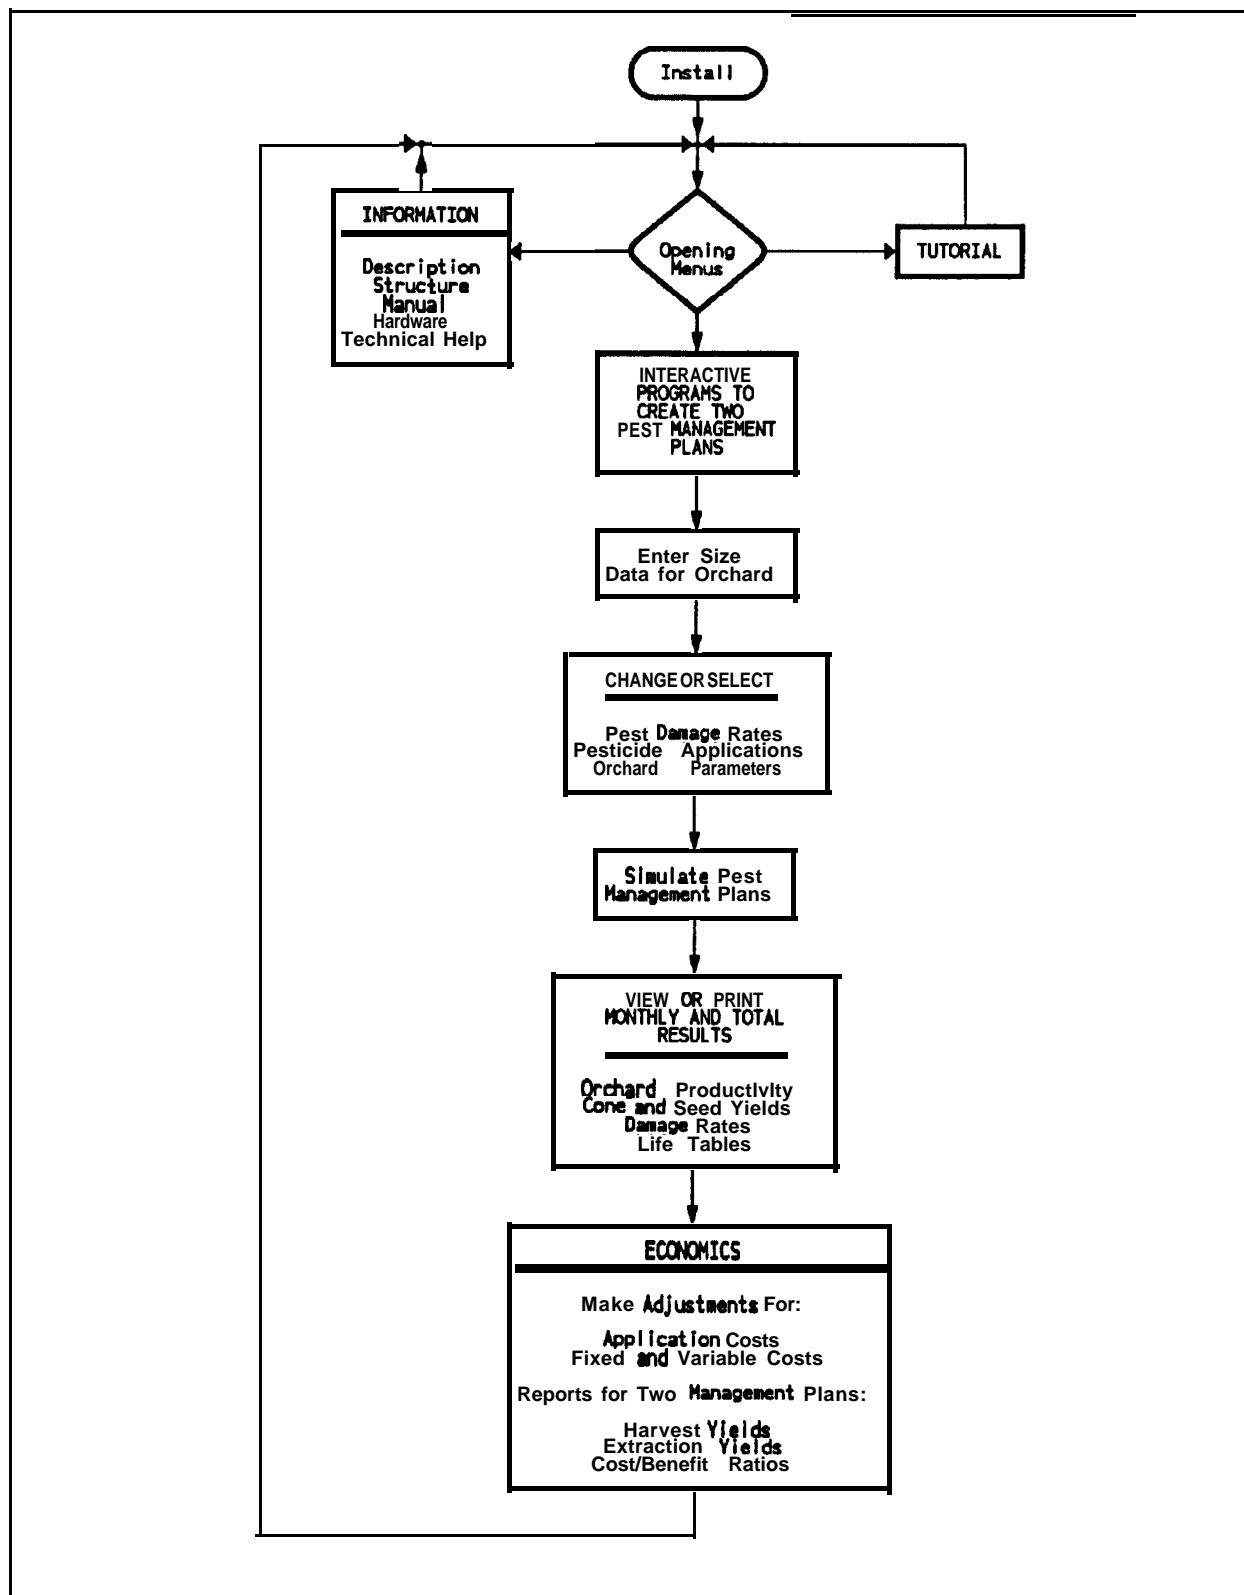 Install
INFORMATION
Description
Structure
Manual
Hardware
Technical Help
Opening
Menus
TUTORIAL
INTERACTIVE
PROGRAMS TO
CREATE TWO
PEST MANAGEMENT
PLANS
Enter Size
Data for Orchard
CHANGE OR SELECT
Pest Damage Rates
Pesticide Applications
Orchard Parameters
Simulate Pest
Management Plans
VIEW OR PRINT
MONTHLY AND TOTAL
RESULTS
Orchard Productivity
Cone and Seed Yields
Damage Rates
Life Tables
ECONOMICS
Make Adjustments For:
Application Costs
Fixed and Variable Costs
Reports for Two Management Plans:
Harvest Yields
Extraction Yields
Cost/Benefit Ratios